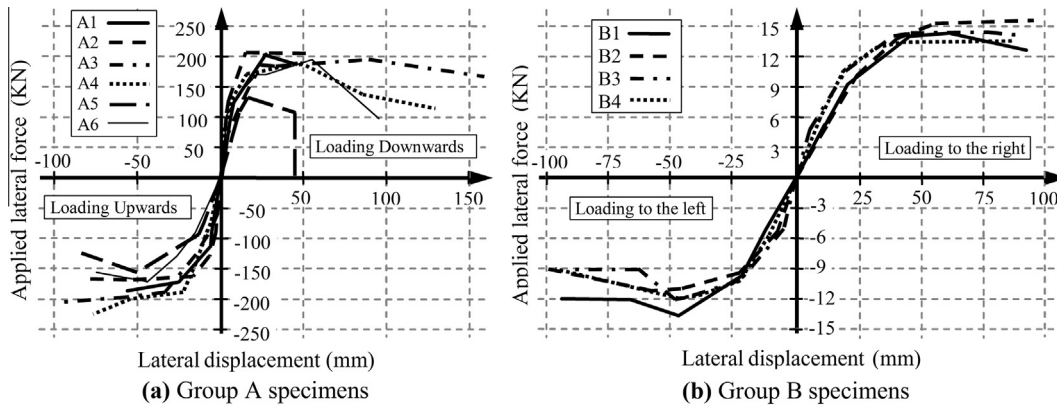 A1
A2
A3
A4
A5
A6
250
200
150
100
50
-50
-100
-150
-200
-250
-100
-50
50
100
150
Loading Downwards
Loading Upwards
Applied lateral force (KN)
Lateral displacement (mm)
(a) Group A specimens
B1
B2
B3
B4
15
12
9
6
3
-3
-6
-9
-12
-15
-100
-75
-50
-25
25
50
75
100
Loading to the right
Loading to the left
Applied lateral force (KN)
Lateral displacement (mm)
(b) Group B specimens